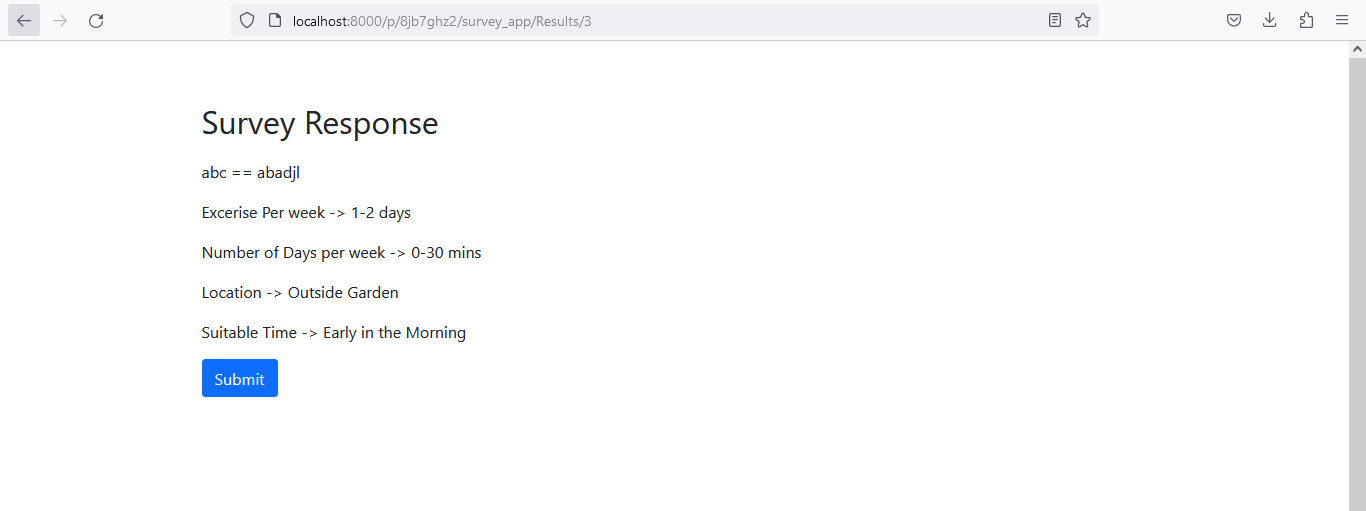 localhost:8000/p/8jb7ghz2/survey_app/Results/3
Survey Response
abc == abadjl
Excerise Per week -> 1-2 days
Number of Days per week -> 0-30 mins
Location -> Outside Garden
Suitable Time -> Early in the Morning
Submit